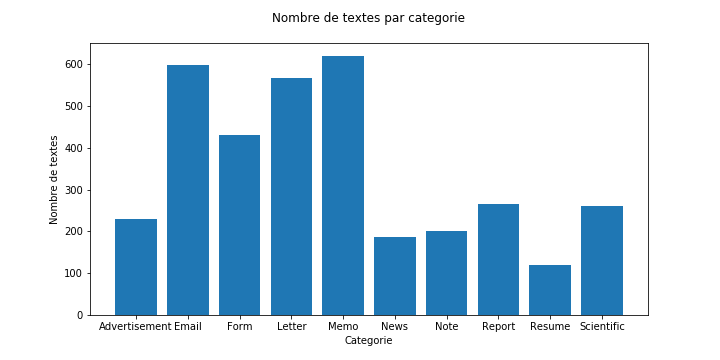 Nombre de textes par categorie
Nombre de textes
600
500
400
300
200
100
0
Advertisement Email Form Letter Memo News Note Report Resume Scientific
Categorie